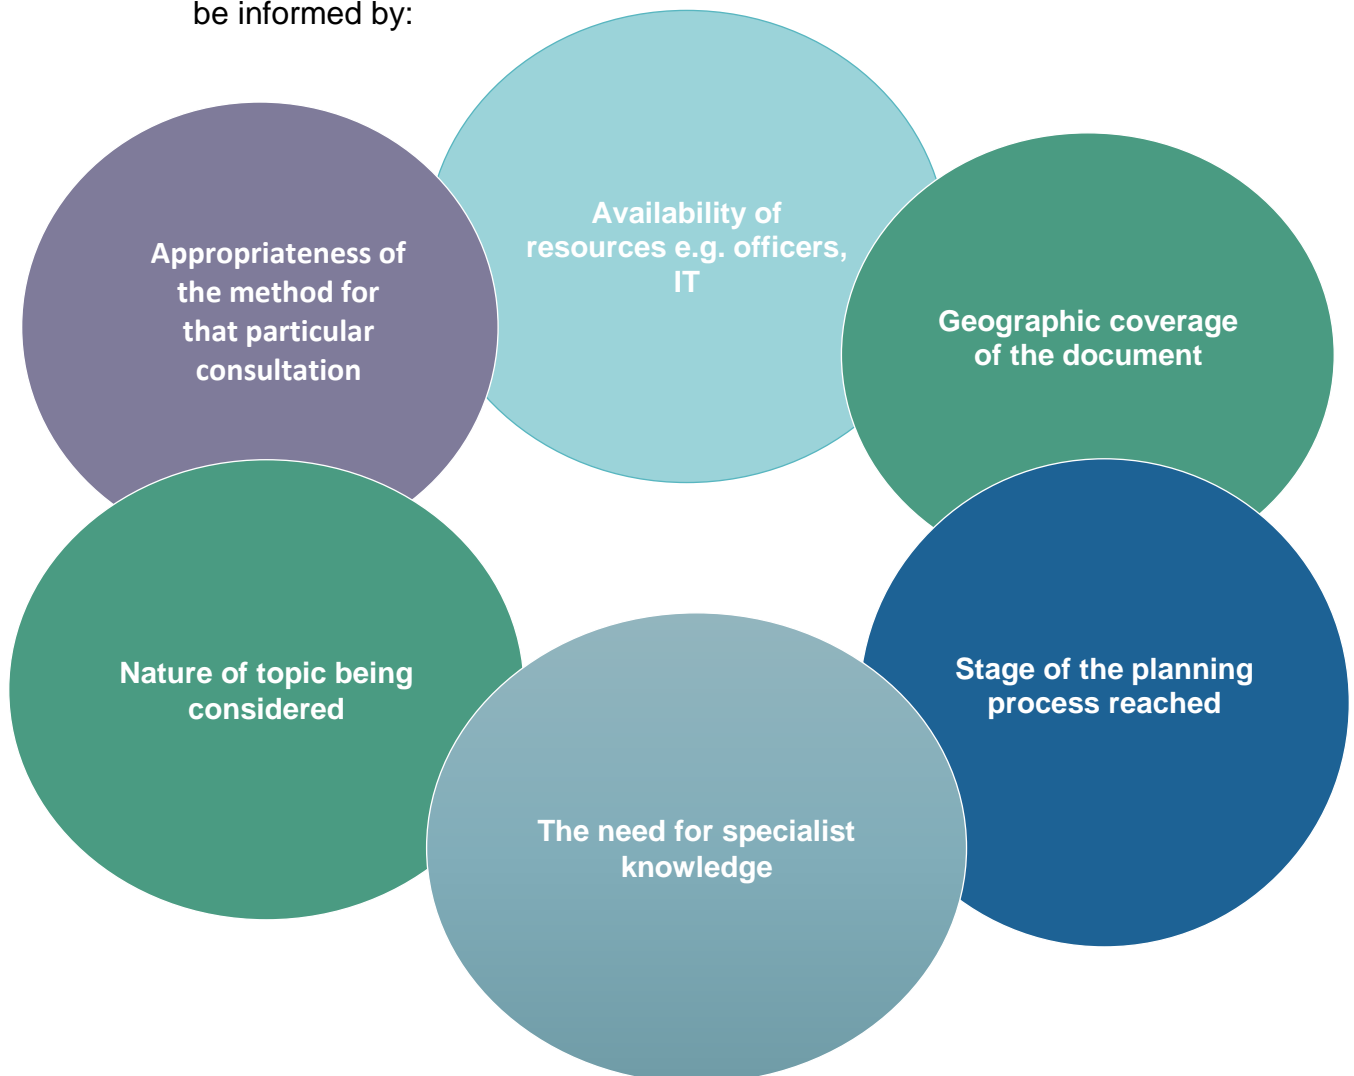 be informed by:
Availability of
resources e.g. officers,
IT
Appropriateness of
the method for
that particular
consultation
Geographic coverage
of the document
Nature of topic being
considered
Stage of the planning
process reached
The need for specialist
knowledge